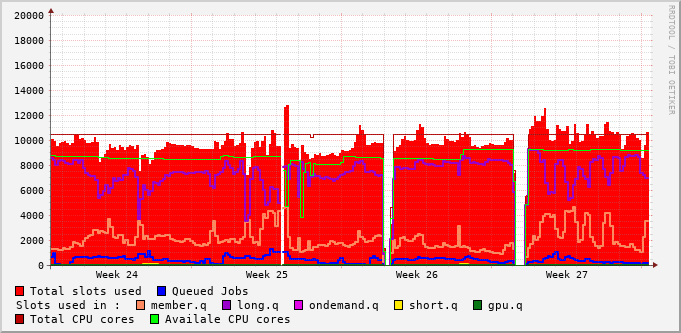 20000
18000
16000
14000
12000
10000
8000
6000
4000
2000
0
Week 24 Week 25 Week 26 Week 27
RRDTOOL / TOBI OETIKER
Total slots used Queued Jobs
Slots used in : member.q long.q ondemand.q short.q gpu.q
Total CPU cores Availale CPU cores